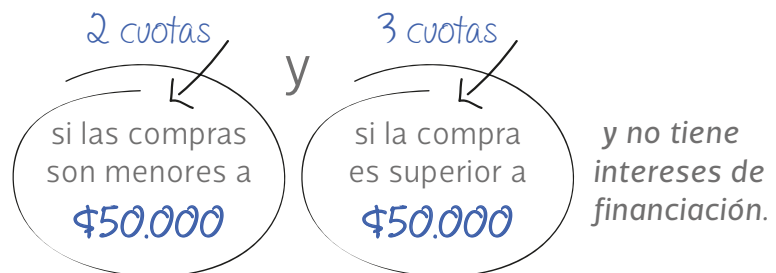 2 cuotas
si las compras
son menores a
$50.000
y
3 cuotas
si la compra
es superior a
$50.000
y no tiene
intereses de
financiación.